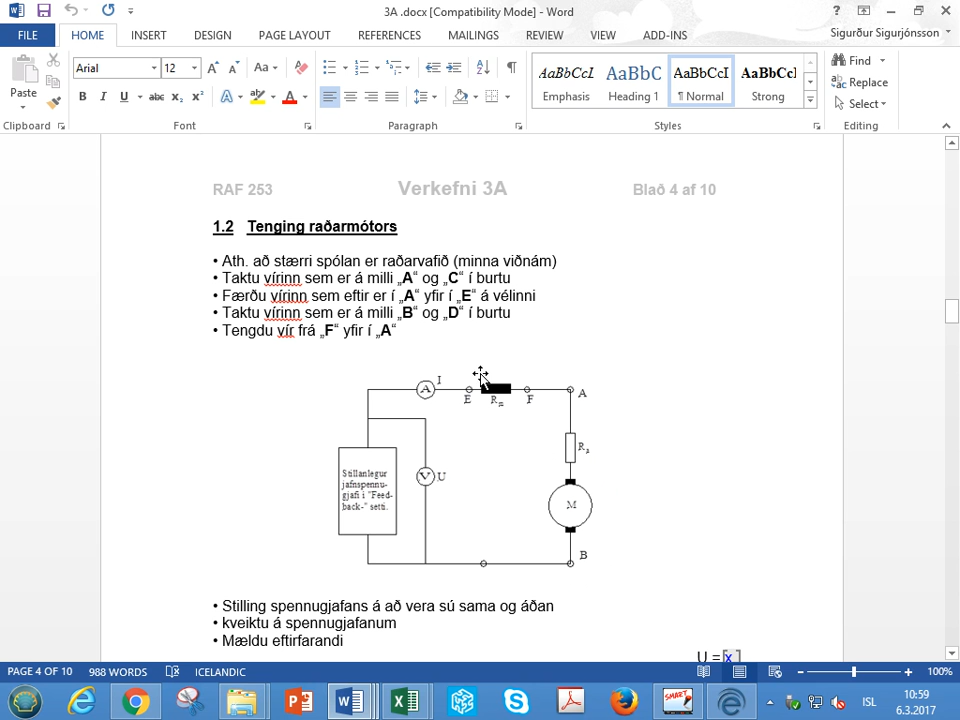 3A .docx [Compatibility Mode] - Word
FILE HOME INSERT DESIGN PAGE LAYOUT REFERENCES MAILINGS REVIEW VIEW ADD-INS Sigurður Sigurjónsson
Paste
Arial 12
Aa
B I U abc X₂ X²
AaBbCcI AaBbC AaBbCcI AaBbCcI
Emphasis Heading 1 ¶ Normal Strong
Find
Replace
Select
Clipboard Font Paragraph Styles Editing
RAF 253 Verkefni 3A Blað 4 af 10
1.2 Tenging raðarmótors
• Ath. að stærri spólan er raðarvafið (minna viðnám)
• Taktu vírinn sem er á milli „A“ og „C“ í burtu
• Færðu vírinn sem eftir er í „A“ yfir í „E“ á vélinni
• Taktu vírinn sem er á milli „B“ og „D“ í burtu
• Tengdu vír frá „F“ yfir í „A“
I
A
E F A
V U
M
B
Stillanlegur
jafnspennu-
gjafi i "Feed-
back-" setti.
• Stilling spennugjafans á að vera sú sama og áðan
• kveiktu á spennugjafanum
• Mældu eftirfarandi
U =[x ]
PAGE 4 OF 10 988 WORDS ICELANDIC 100%
ISL
10:59
6.3.2017